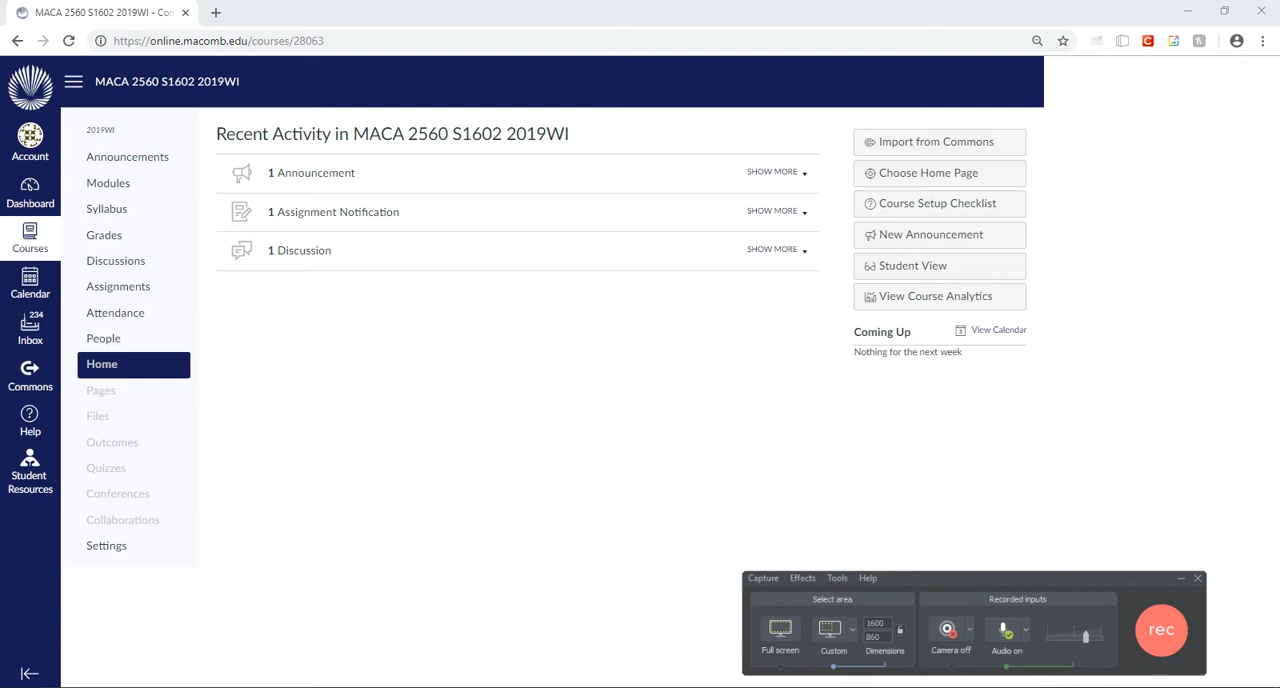 MACA 2560 S1602 2019WI - Co
https://online.macomb.edu/courses/28063
MACA 2560 S1602 2019WI
Account
Dashboard
Courses
Calendar
234
Inbox
Commons
Help
Student
Resources
2019WI
Announcements
Modules
Syllabus
Grades
Discussions
Assignments
Attendance
People
Home
Pages
Files
Outcomes
Quizzes
Conferences
Collaborations
Settings
Recent Activity in MACA 2560 S1602 2019WI
1 Announcement SHOW MORE
1 Assignment Notification SHOW MORE
1 Discussion SHOW MORE
Import from Commons
Choose Home Page
Course Setup Checklist
New Announcement
Student View
View Course Analytics
Coming Up 3 View Calendar
Nothing for the next week
Capture Effects Tools Help
Select area
Full screen
Custom
1600
860
Dimensions
Recorded inputs
Camera off
Audio on
rec